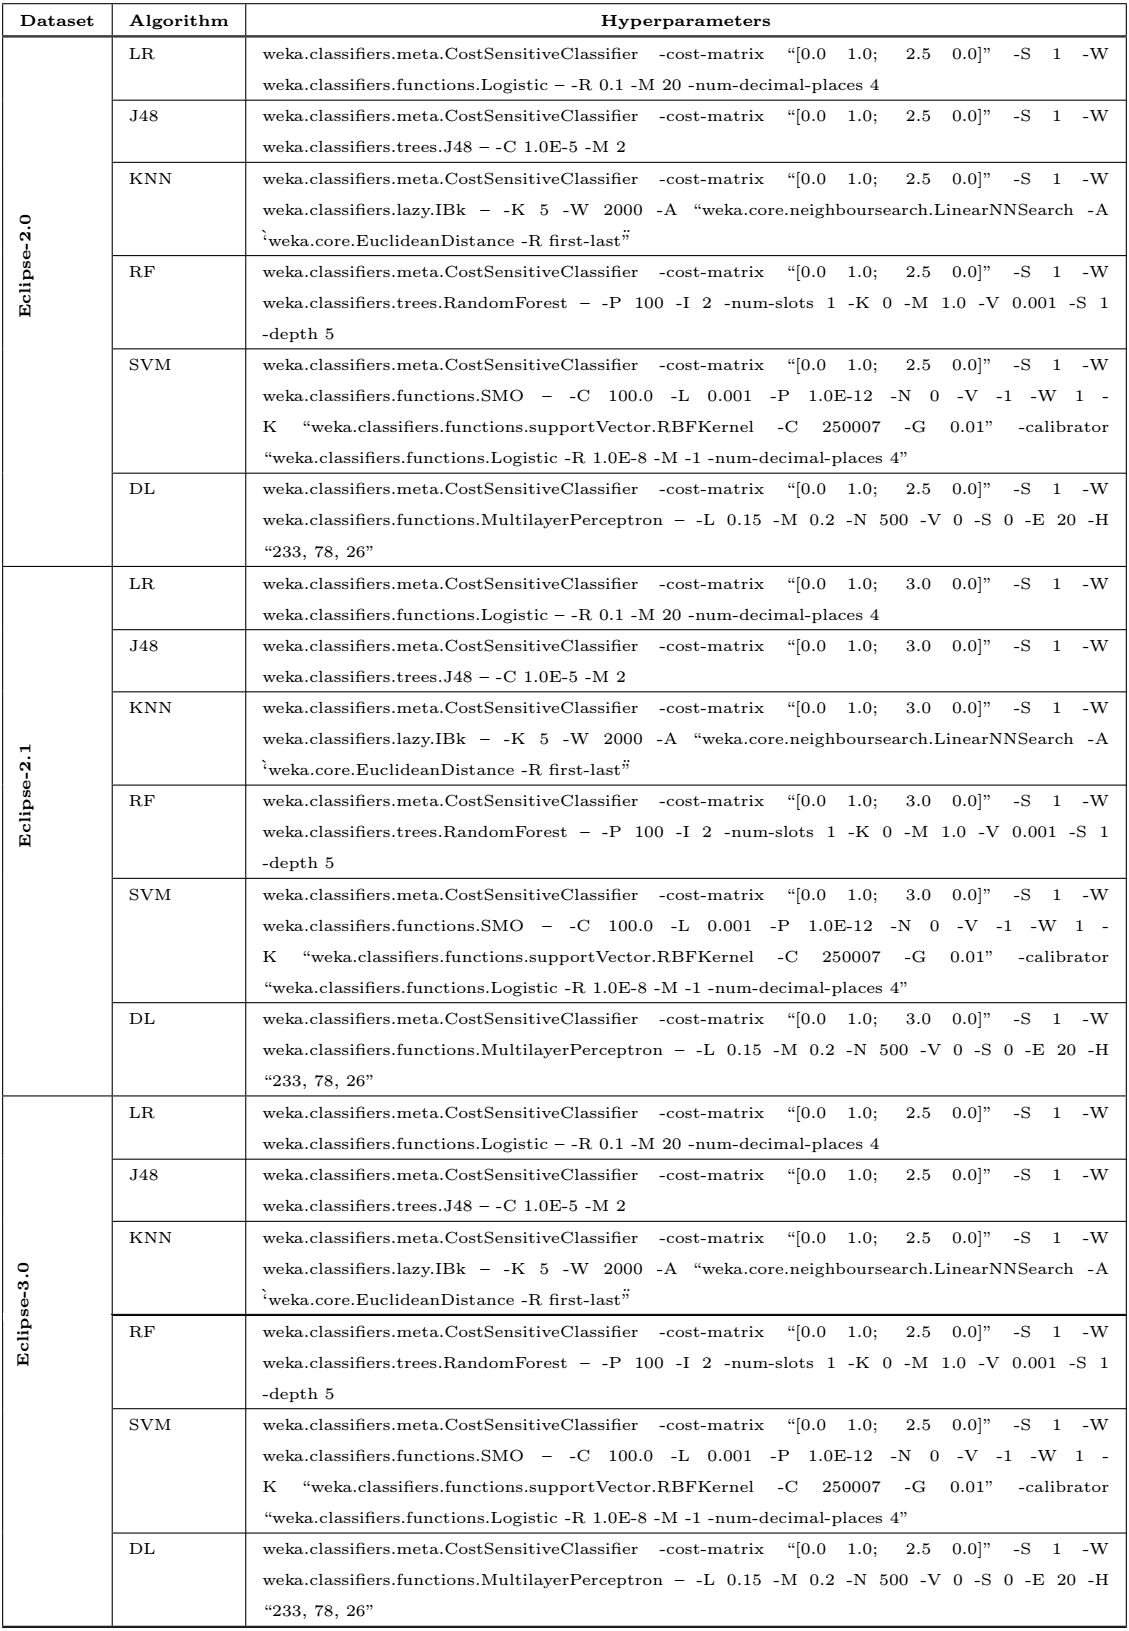 Dataset Algorithm Hyperparameters
Eclipse-2.0
LR weka.classifiers.meta.CostSensitiveClassifier -cost-matrix “[0.0 1.0; 2.5 0.0]” -S 1 -W
weka.classifiers.functions.Logistic – -R 0.1 -M 20 -num-decimal-places 4
J48 weka.classifiers.meta.CostSensitiveClassifier -cost-matrix “[0.0 1.0; 2.5 0.0]” -S 1 -W
weka.classifiers.trees.J48 – -C 1.0E-5 -M 2
KNN weka.classifiers.meta.CostSensitiveClassifier -cost-matrix “[0.0 1.0; 2.5 0.0]” -S 1 -W
weka.classifiers.lazy.IBk – -K 5 -W 2000 -A “weka.core.neighboursearch.LinearNNSearch -A
‘̀weka.core.EuclideanDistance -R first-last”̈
RF weka.classifiers.meta.CostSensitiveClassifier -cost-matrix “[0.0 1.0; 2.5 0.0]” -S 1 -W
weka.classifiers.trees.RandomForest – -P 100 -I 2 -num-slots 1 -K 0 -M 1.0 -V 0.001 -S 1
-depth 5
SVM weka.classifiers.meta.CostSensitiveClassifier -cost-matrix “[0.0 1.0; 2.5 0.0]” -S 1 -W
weka.classifiers.functions.SMO – -C 100.0 -L 0.001 -P 1.0E-12 -N 0 -V -1 -W 1 -
K “weka.classifiers.functions.supportVector.RBFKernel -C 250007 -G 0.01” -calibrator
“weka.classifiers.functions.Logistic -R 1.0E-8 -M -1 -num-decimal-places 4”
DL weka.classifiers.meta.CostSensitiveClassifier -cost-matrix “[0.0 1.0; 2.5 0.0]” -S 1 -W
weka.classifiers.functions.MultilayerPerceptron – -L 0.15 -M 0.2 -N 500 -V 0 -S 0 -E 20 -H
“233, 78, 26”
Eclipse-2.1
LR weka.classifiers.meta.CostSensitiveClassifier -cost-matrix “[0.0 1.0; 3.0 0.0]” -S 1 -W
weka.classifiers.functions.Logistic – -R 0.1 -M 20 -num-decimal-places 4
J48 weka.classifiers.meta.CostSensitiveClassifier -cost-matrix “[0.0 1.0; 3.0 0.0]” -S 1 -W
weka.classifiers.trees.J48 – -C 1.0E-5 -M 2
KNN weka.classifiers.meta.CostSensitiveClassifier -cost-matrix “[0.0 1.0; 3.0 0.0]” -S 1 -W
weka.classifiers.lazy.IBk – -K 5 -W 2000 -A “weka.core.neighboursearch.LinearNNSearch -A
‘̀weka.core.EuclideanDistance -R first-last”̈
RF weka.classifiers.meta.CostSensitiveClassifier -cost-matrix “[0.0 1.0; 3.0 0.0]” -S 1 -W
weka.classifiers.trees.RandomForest – -P 100 -I 2 -num-slots 1 -K 0 -M 1.0 -V 0.001 -S 1
-depth 5
SVM weka.classifiers.meta.CostSensitiveClassifier -cost-matrix “[0.0 1.0; 3.0 0.0]” -S 1 -W
weka.classifiers.functions.SMO – -C 100.0 -L 0.001 -P 1.0E-12 -N 0 -V -1 -W 1 -
K “weka.classifiers.functions.supportVector.RBFKernel -C 250007 -G 0.01” -calibrator
“weka.classifiers.functions.Logistic -R 1.0E-8 -M -1 -num-decimal-places 4”
DL weka.classifiers.meta.CostSensitiveClassifier -cost-matrix “[0.0 1.0; 3.0 0.0]” -S 1 -W
weka.classifiers.functions.MultilayerPerceptron – -L 0.15 -M 0.2 -N 500 -V 0 -S 0 -E 20 -H
“233, 78, 26”
Eclipse-3.0
LR weka.classifiers.meta.CostSensitiveClassifier -cost-matrix “[0.0 1.0; 2.5 0.0]” -S 1 -W
weka.classifiers.functions.Logistic – -R 0.1 -M 20 -num-decimal-places 4
J48 weka.classifiers.meta.CostSensitiveClassifier -cost-matrix “[0.0 1.0; 2.5 0.0]” -S 1 -W
weka.classifiers.trees.J48 – -C 1.0E-5 -M 2
KNN weka.classifiers.meta.CostSensitiveClassifier -cost-matrix “[0.0 1.0; 2.5 0.0]” -S 1 -W
weka.classifiers.lazy.IBk – -K 5 -W 2000 -A “weka.core.neighboursearch.LinearNNSearch -A
‘̀weka.core.EuclideanDistance -R first-last”̈
RF weka.classifiers.meta.CostSensitiveClassifier -cost-matrix “[0.0 1.0; 2.5 0.0]” -S 1 -W
weka.classifiers.trees.RandomForest – -P 100 -I 2 -num-slots 1 -K 0 -M 1.0 -V 0.001 -S 1
-depth 5
SVM weka.classifiers.meta.CostSensitiveClassifier -cost-matrix “[0.0 1.0; 2.5 0.0]” -S 1 -W
weka.classifiers.functions.SMO – -C 100.0 -L 0.001 -P 1.0E-12 -N 0 -V -1 -W 1 -
K “weka.classifiers.functions.supportVector.RBFKernel -C 250007 -G 0.01” -calibrator
“weka.classifiers.functions.Logistic -R 1.0E-8 -M -1 -num-decimal-places 4”
DL weka.classifiers.meta.CostSensitiveClassifier -cost-matrix “[0.0 1.0; 2.5 0.0]” -S 1 -W
weka.classifiers.functions.MultilayerPerceptron – -L 0.15 -M 0.2 -N 500 -V 0 -S 0 -E 20 -H
“233, 78, 26”